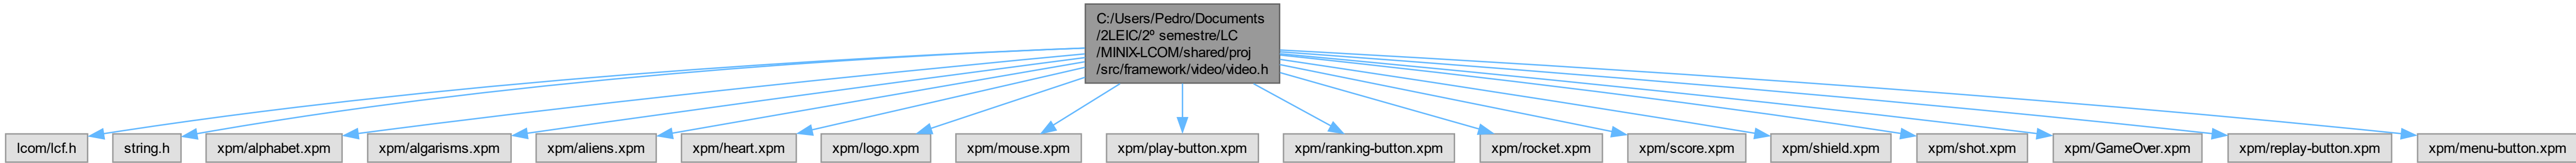 C:/Users/Pedro/Documents
/2LEIC/2º semestre/LC
/MINIX-LCOM/shared/proj
/src/framework/video/video.h
lcom/lcf.h
string.h
xpm/alphabet.xpm
xpm/algarisms.xpm
xpm/aliens.xpm
xpm/heart.xpm
xpm/logo.xpm
xpm/mouse.xpm
xpm/play-button.xpm
xpm/ranking-button.xpm
xpm/rocket.xpm
xpm/score.xpm
xpm/shield.xpm
xpm/shot.xpm
xpm/GameOver.xpm
xpm/replay-button.xpm
xpm/menu-button.xpm